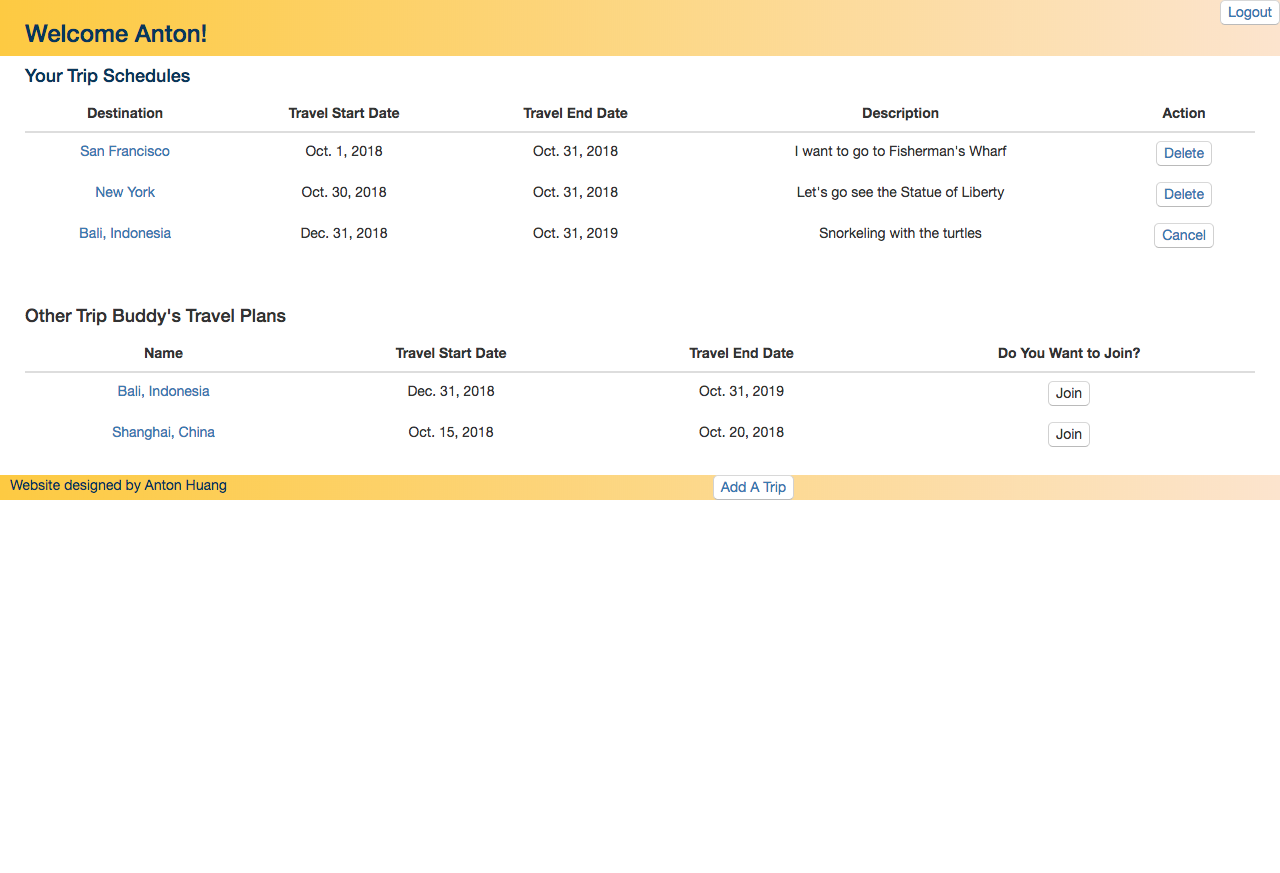 Logout
Welcome Anton!
Your Trip Schedules
Destination Travel Start Date Travel End Date Description Action
San Francisco Oct. 1, 2018 Oct. 31, 2018 I want to go to Fisherman's Wharf Delete
New York Oct. 30, 2018 Oct. 31, 2018 Let's go see the Statue of Liberty Delete
Bali, Indonesia Dec. 31, 2018 Oct. 31, 2019 Snorkeling with the turtles Cancel
Other Trip Buddy's Travel Plans
Name Travel Start Date Travel End Date Do You Want to Join?
Bali, Indonesia Dec. 31, 2018 Oct. 31, 2019 Join
Shanghai, China Oct. 15, 2018 Oct. 20, 2018 Join
Website designed by Anton Huang Add A Trip